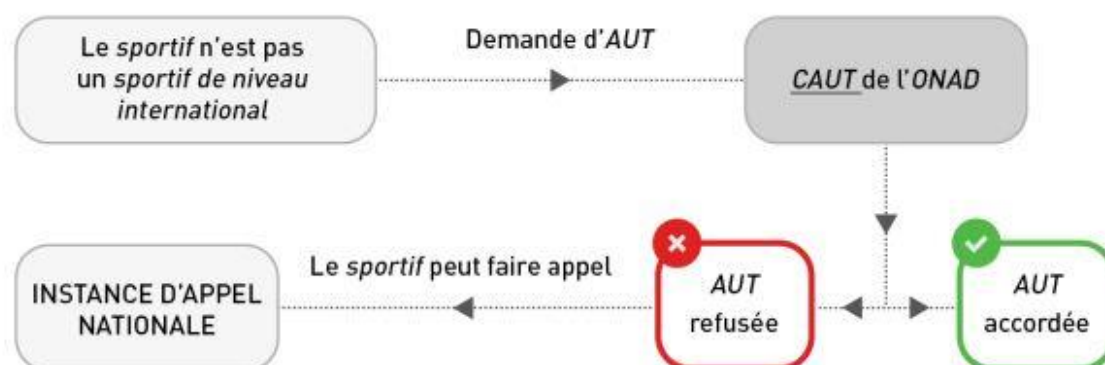 Le sportif n'est pas
un sportif de niveau
international
Demande d'AUT
CAUT de l'ONAD
INSTANCE D'APPEL
NATIONALE
Le sportif peut faire appel
AUT
refusée
AUT
accordée